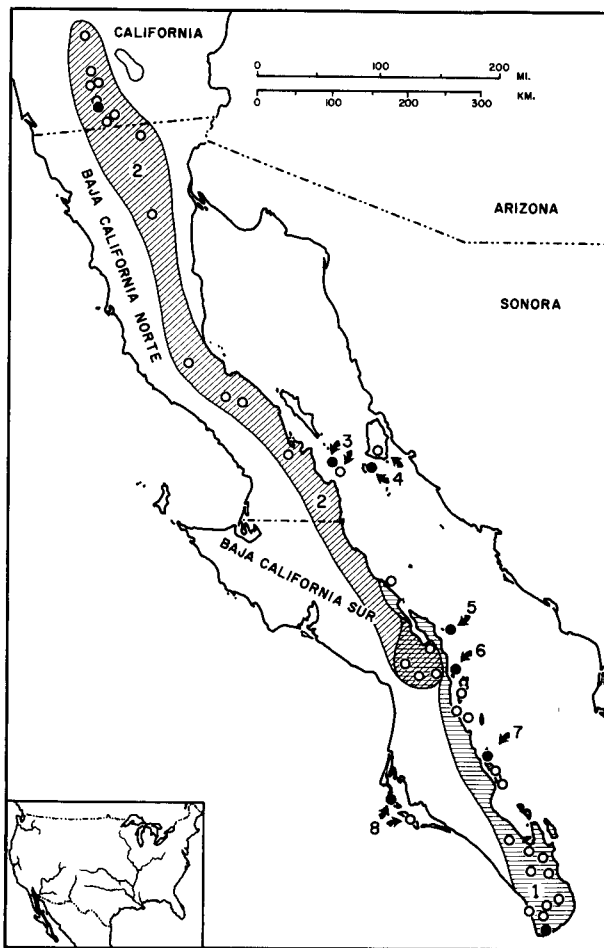 CALIFORNIA
0 100 200
MI.
KM.
0 100 200 300
2
ARIZONA
BAJA CALIFORNIA NORTE
SONORA
3
4
2
BAJA CALIFORNIA SUR
5
6
7
8
1